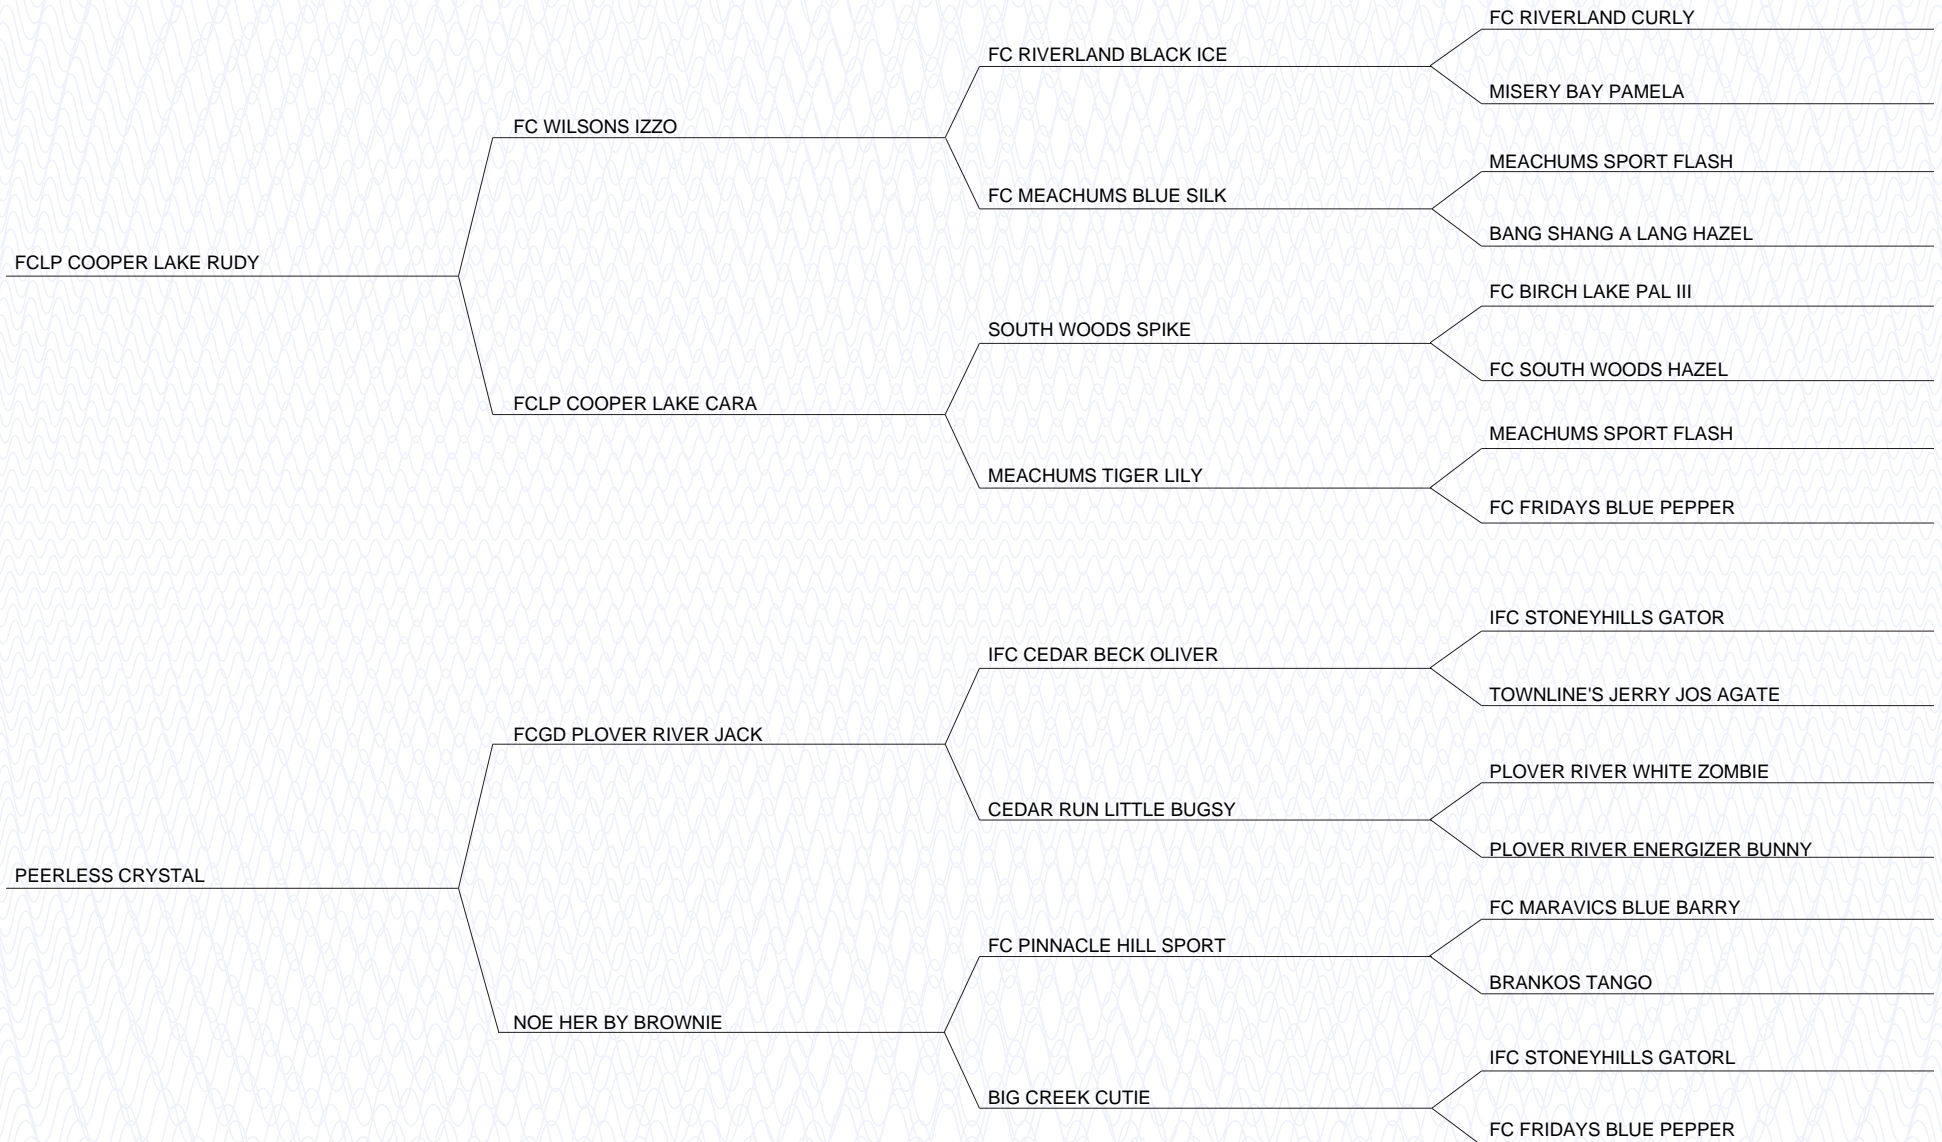 FC RIVERLAND CURLY
FC RIVERLAND BLACK ICE
MISERY BAY PAMELA
FC WILSONS IZZO
MEACHUMS SPORT FLASH
FC MEACHUMS BLUE SILK
BANG SHANG A LANG HAZEL
FCLP COOPER LAKE RUDY
FC BIRCH LAKE PAL III
SOUTH WOODS SPIKE
FC SOUTH WOODS HAZEL
FCLP COOPER LAKE CARA
MEACHUMS SPORT FLASH
MEACHUMS TIGER LILY
FC FRIDAYS BLUE PEPPER
IFC STONEYHILLS GATOR
IFC CEDAR BECK OLIVER
TOWNLINE'S JERRY JOS AGATE
FCGD PLOVER RIVER JACK
PLOVER RIVER WHITE ZOMBIE
CEDAR RUN LITTLE BUGSY
PLOVER RIVER ENERGIZER BUNNY
PEERLESS CRYSTAL
FC MARAVICS BLUE BARRY
FC PINNACLE HILL SPORT
BRANKOS TANGO
NOE HER BY BROWNIE
IFC STONEYHILLS GATORL
BIG CREEK CUTIE
FC FRIDAYS BLUE PEPPER